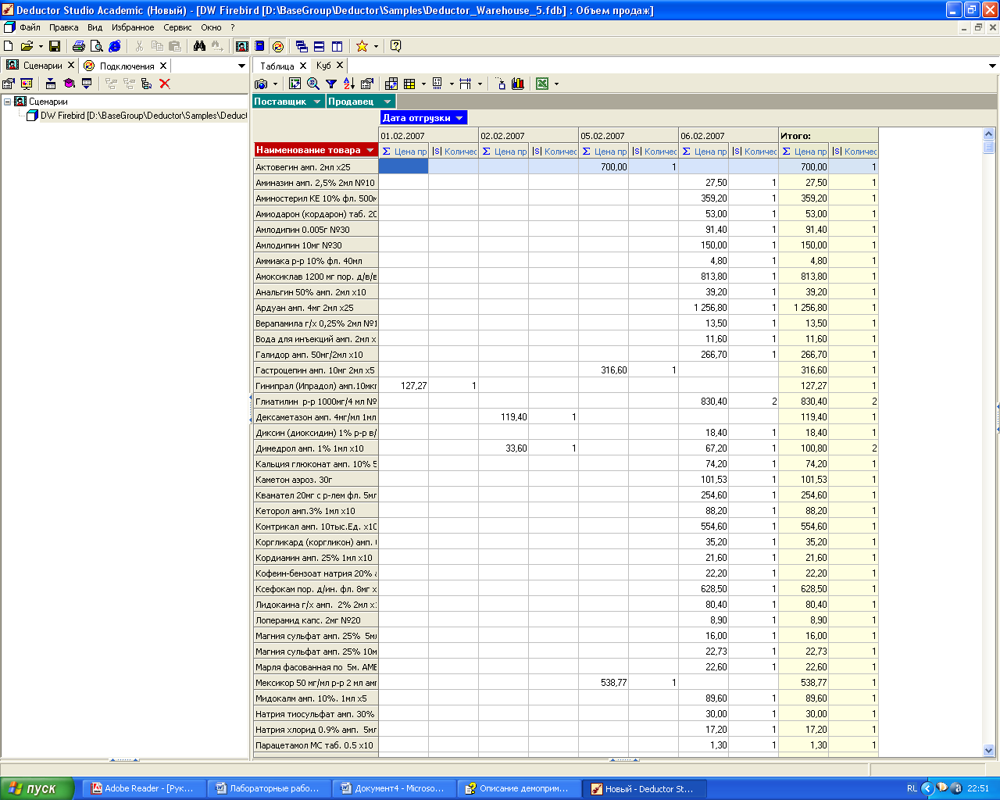 Deductor Studio Academic (Новый) - [DW Firebird [D:\BaseGroup\Deductor\Samples\Deductor_Warehouse_5.fdb] : Объем продаж]
Файл Правка Вид Избранное Сервис Окно ?
Сценарии Подключения Таблица Куб
Сценарии
DW Firebird [D:\BaseGroup\Deductor\Samples\Deduct
Поставщик Продавец
Дата отгрузки
01.02.2007 02.02.2007 05.02.2007 06.02.2007 Итого:
Наименование товара Σ Цена пр |S| Количес Σ Цена пр |S| Количес Σ Цена пр |S| Количес Σ Цена пр |S| Количес Σ Цена пр |S| Количес
Актовегин амп. 2мл x25 700,00 1 700,00 1
Аминазин амп. 2,5% 2мл №10 27,50 1 27,50 1
Аминостерил КЕ 10% фл. 500м 359,20 1 359,20 1
Амиодарон (кордарон) таб. 20 53,00 1 53,00 1
Амлодипин 0.005г №30 91,40 1 91,40 1
Амлодипин 10мг №30 150,00 1 150,00 1
Аммиака р-р 10% фл. 40мл 4,80 1 4,80 1
Амоксиклав 1200 мг пор. д/в/в 813,80 1 813,80 1
Анальгин 50% амп. 2мл x10 39,20 1 39,20 1
Ардуан амп. 4мг 2мл x25 1 256,80 1 1 256,80 1
Верапамила г/х 0,25% 2мл №1 13,50 1 13,50 1
Вода для инъекций амп. 2мл x 11,60 1 11,60 1
Галидор амп. 50мг/2мл x10 266,70 1 266,70 1
Гастроцепин амп. 10мг 2мл x5 316,60 1 316,60 1
Гинипрал (Ипрадол) амп.10мкг 127,27 1 127,27 1
Глиатилин р-р 1000мг/4 мл № 830,40 2 830,40 2
Дексаметазон амп. 4мг/мл 1мл 119,40 1 119,40 1
Диксин (диоксидин) 1% р-р в/ 18,40 1 18,40 1
Димедрол амп. 1% 1мл x10 33,60 1 67,20 1 100,80 2
Кальция глюконат амп. 10% 5 74,20 1 74,20 1
Каметон аэроз. 30г 101,53 1 101,53 1
Квамател 20мг с р-лем фл. 5мл 254,60 1 254,60 1
Кеторол амп.3% 1мл x10 88,20 1 88,20 1
Контрикал амп. 10тыс.Ед. x10 554,60 1 554,60 1
Коргликард (коргликон) амп. 35,20 1 35,20 1
Кордиамин амп. 25% 1мл x10 21,60 1 21,60 1
Кофеин-бензоат натрия 20% 22,20 1 22,20 1
Ксефокам пор. д/ин. фл. 8мг x 628,50 1 628,50 1
Лидокаина г/х амп. 2% 2мл x1 80,40 1 80,40 1
Лоперамид капс. 2мг №20 8,90 1 8,90 1
Магния сульфат амп. 25% 5мл 16,00 1 16,00 1
Магния сульфат амп. 25% 10м 22,73 1 22,73 1
Марля фасованная по 5м. АМЕ 22,60 1 22,60 1
Мексикор 50 мг/мл р-р 2 мл амп 538,77 1 538,77 1
Мидокалм амп. 10%. 1мл x5 89,60 1 89,60 1
Натрия тиосульфат амп. 30% 30,00 1 30,00 1
Натрия хлорид 0.9% амп. 5мл 17,20 1 17,20 1
Парацетамол МС таб. 0.5 x10 1,30 1 1,30 1
пуск Adobe Reader - [Рук... Лабораторные рабо... Документ4 - Microso... Описание демоприм... Новый - Deductor St... RL 22:51